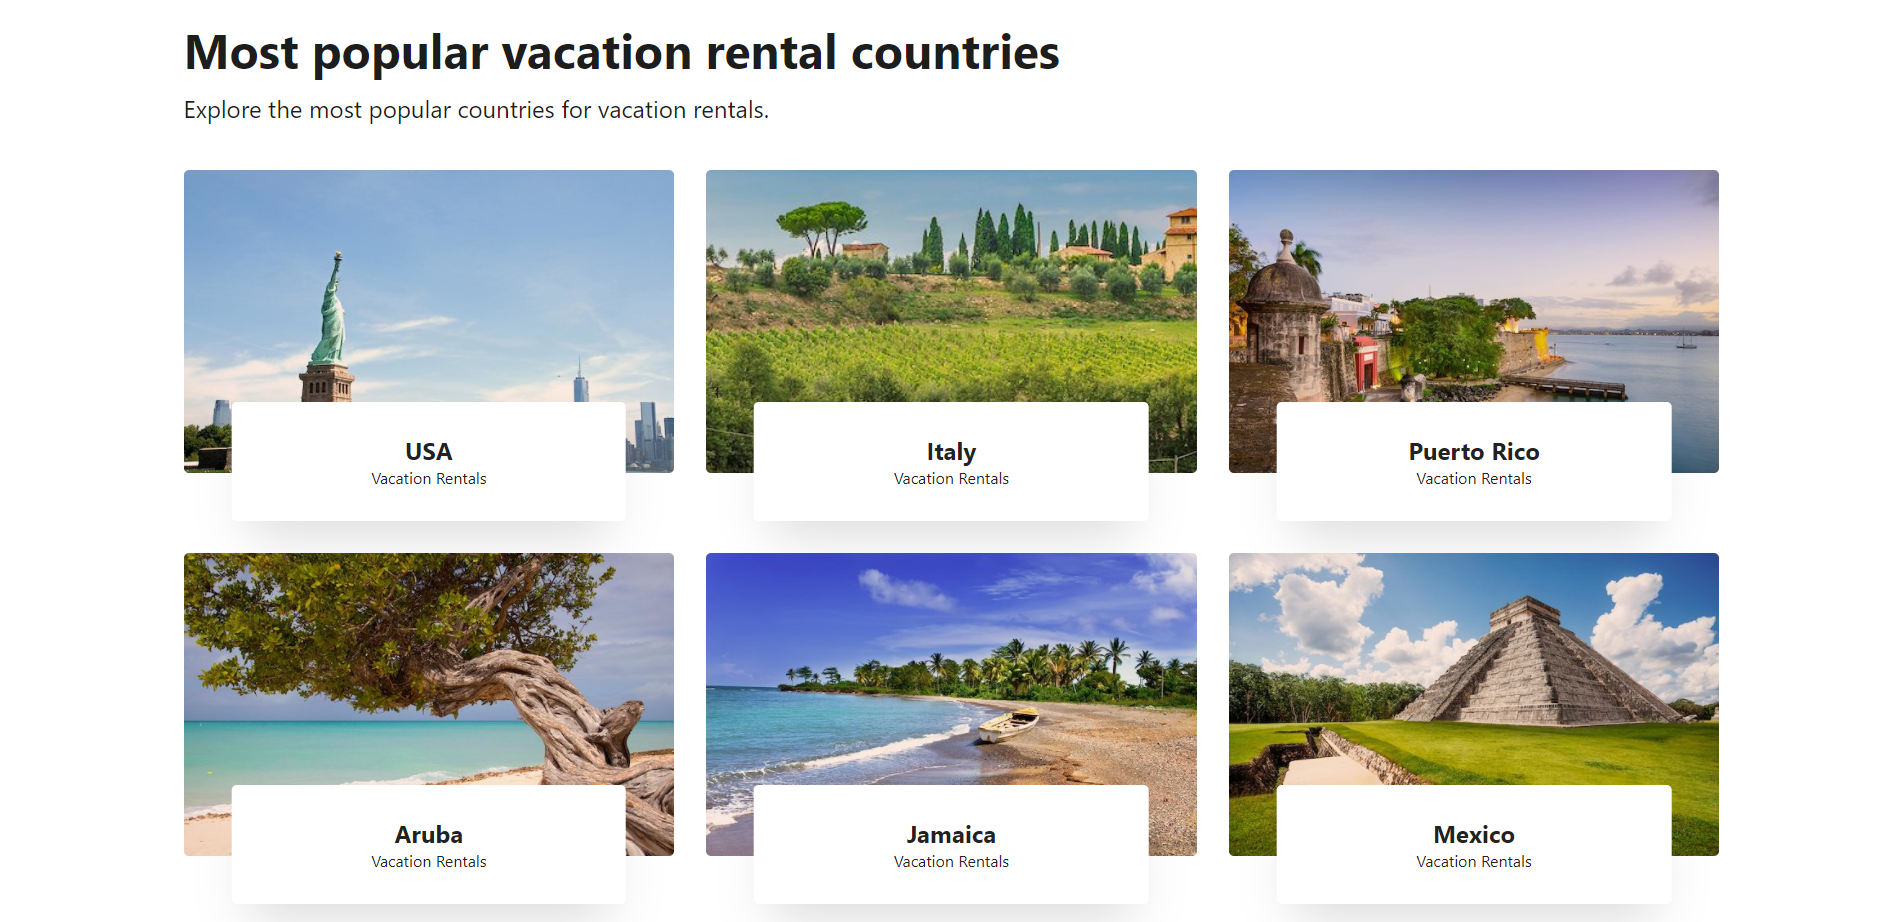 Most popular vacation rental countries
Explore the most popular countries for vacation rentals.
USA
Vacation Rentals
Italy
Vacation Rentals
Puerto Rico
Vacation Rentals
Aruba
Vacation Rentals
Jamaica
Vacation Rentals
Mexico
Vacation Rentals